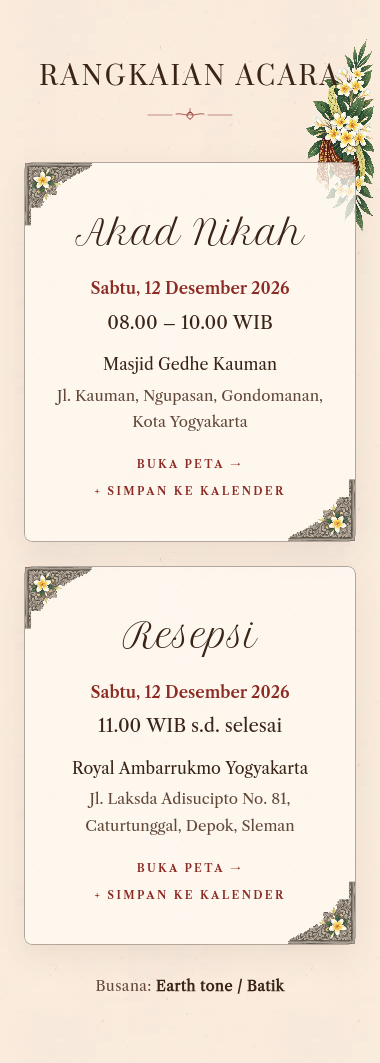 RANGKAIAN ACARA
Akad Nikah
Sabtu, 12 Desember 2026
08.00 – 10.00 WIB
Masjid Gedhe Kauman
Jl. Kauman, Ngupasan, Gondomanan,
Kota Yogyakarta
BUKA PETA →
+ SIMPAN KE KALENDER
Resepsi
Sabtu, 12 Desember 2026
11.00 WIB s.d. selesai
Royal Ambarrukmo Yogyakarta
Jl. Laksda Adisucipto No. 81,
Caturtunggal, Depok, Sleman
BUKA PETA →
+ SIMPAN KE KALENDER
Busana: Earth tone / Batik